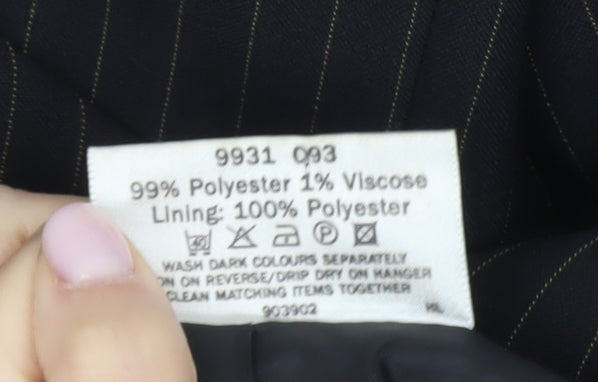 9931 093
99% Polyester 1% Viscose
Lining: 100% Polyester
40 P
WASH DARK COLOURS SEPARATELY
ON REVERSE/DRIP DRY ON HANGER
CLEAN MATCHING ITEMS TOGETHER
903902